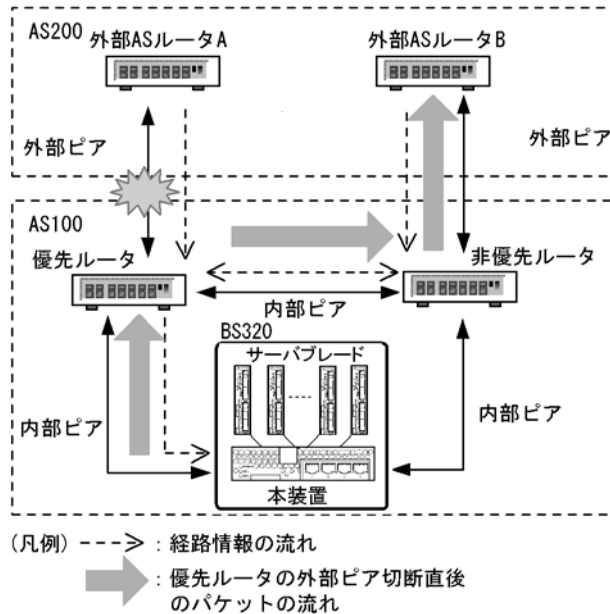 AS200
外部ASルータA
外部ASルータB
外部ピア
外部ピア
AS100
優先ルータ
非優先ルータ
内部ピア
BS320
サーバブレード
内部ピア
内部ピア
本装置
(凡例)
：経路情報の流れ
：優先ルータの外部ピア切断直後
のパケットの流れ